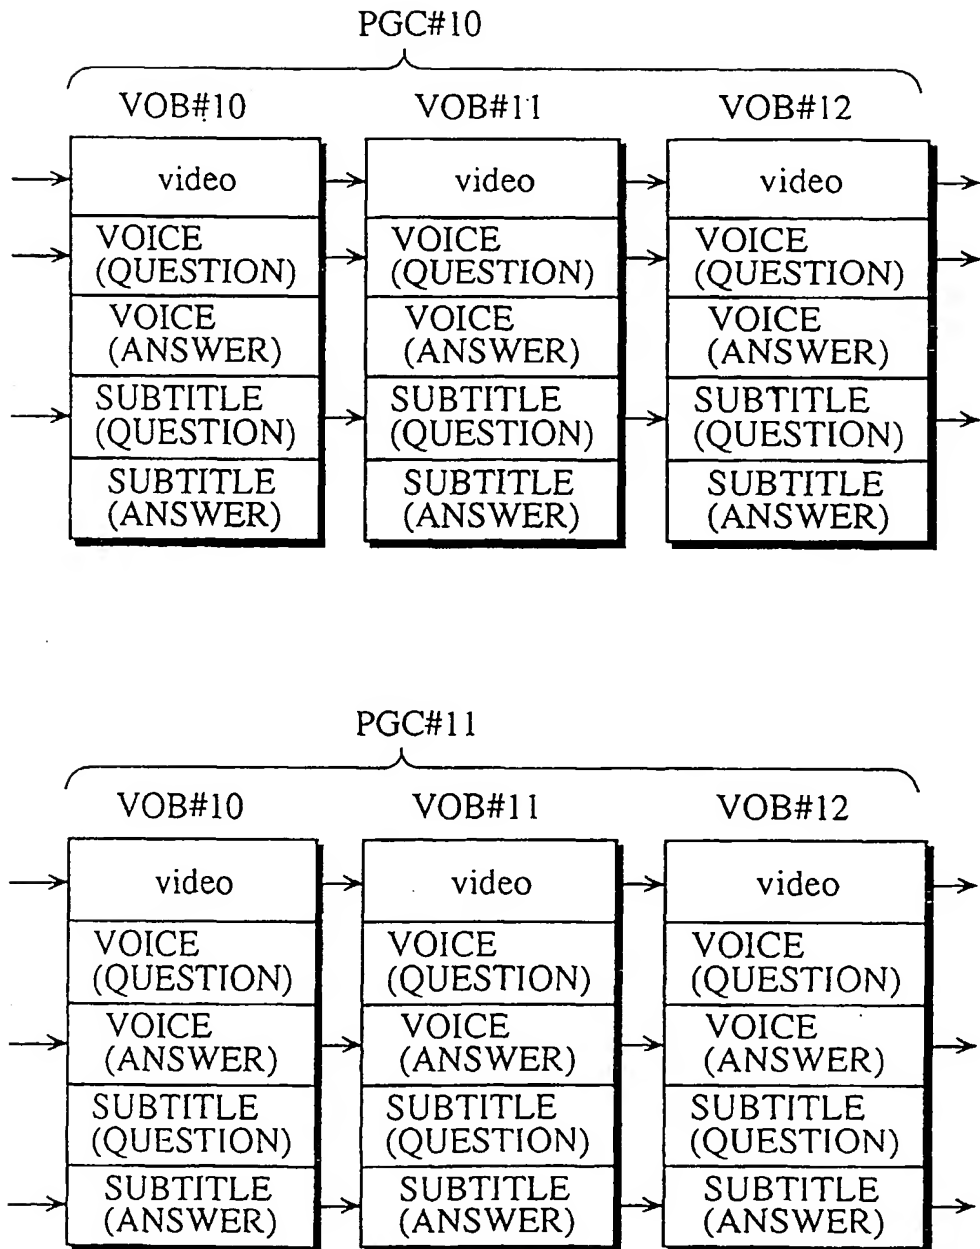 PGC#10
VOB#10 VOB#11 VOB#12
video video video
VOICE VOICE VOICE
(QUESTION) (QUESTION) (QUESTION)
VOICE VOICE VOICE
(ANSWER) (ANSWER) (ANSWER)
SUBTITLE SUBTITLE SUBTITLE
(QUESTION) (QUESTION) (QUESTION)
SUBTITLE SUBTITLE SUBTITLE
(ANSWER) (ANSWER) (ANSWER)
PGC#11
VOB#10 VOB#11 VOB#12
video video video
VOICE VOICE VOICE
(QUESTION) (QUESTION) (QUESTION)
VOICE VOICE VOICE
(ANSWER) (ANSWER) (ANSWER)
SUBTITLE SUBTITLE SUBTITLE
(QUESTION) (QUESTION) (QUESTION)
SUBTITLE SUBTITLE SUBTITLE
(ANSWER) (ANSWER) (ANSWER)